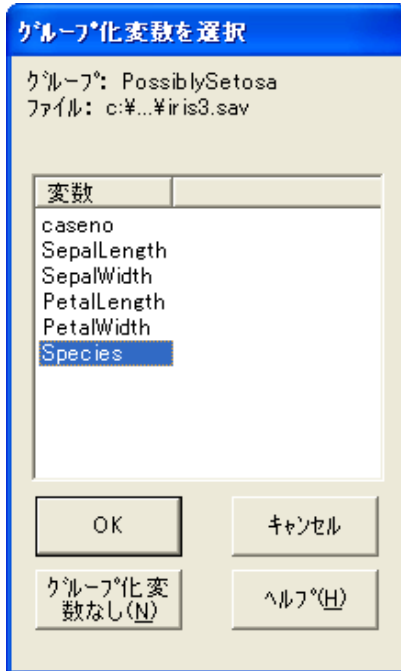 ｸﾞﾙｰﾌﾟ化変数を選択
ｸﾞﾙｰﾌﾟ: PossiblySetosa
ﾌｧｲﾙ: c:¥...¥iris3.sav
変数
caseno
SepalLength
SepalWidth
PetalLength
PetalWidth
Species
OK
ｷｬﾝｾﾙ
ｸﾞﾙｰﾌﾟ化変
数なし(N)
ﾍﾙﾌﾟ(H)